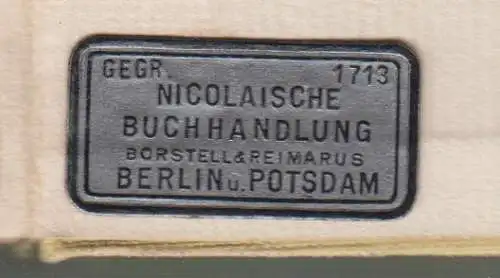 GEGR. 1713
NICOLAISCHE
BUCHHANDLUNG
BORSTELL & REIMARUS
BERLIN u. POTSDAM